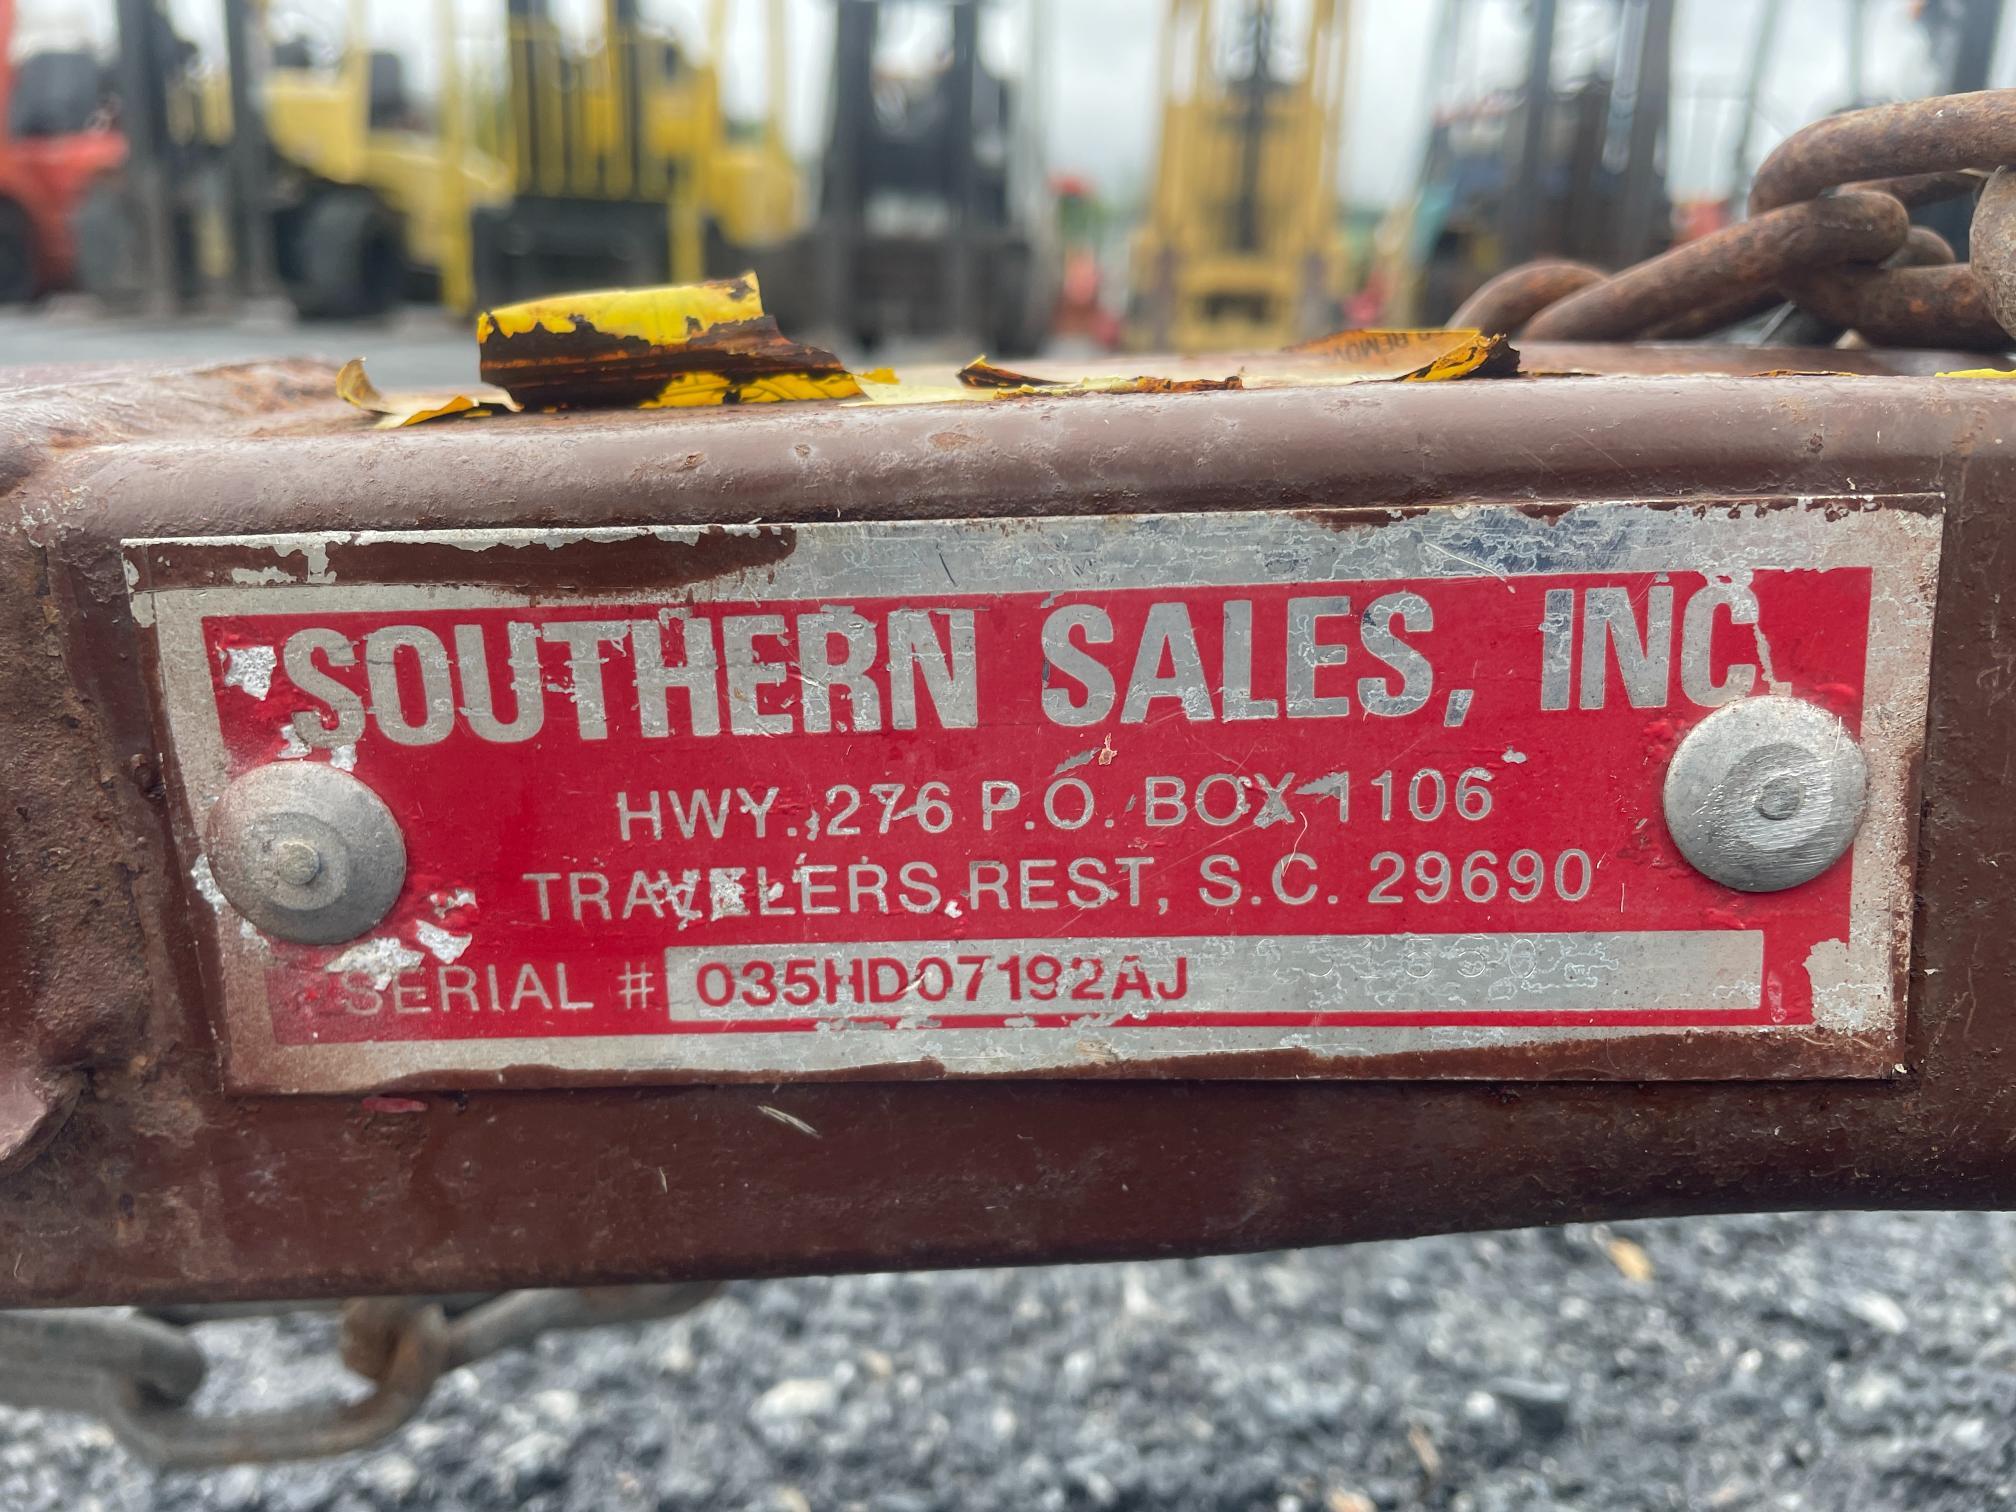 SOUTHERN SALES, INC.
HWY. 276 P.O. BOX 1106
TRAVELERS REST, S.C. 29690
SERIAL # 035HD07192AJ